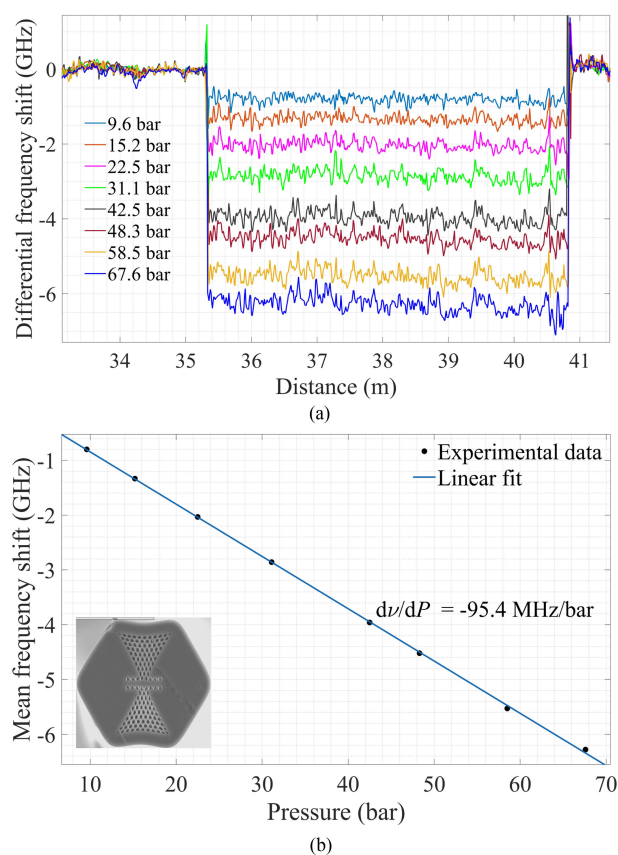 Differential frequency shift (GHz)
0
-2
-4
-6
9.6 bar
15.2 bar
22.5 bar
31.1 bar
42.5 bar
48.3 bar
58.5 bar
67.6 bar
34 35 36 37 38 39 40 41
Distance (m)
(a)
Mean frequency shift (GHz)
-1
-2
-3
-4
-5
-6
Experimental data
Linear fit
dν/dP = -95.4 MHz/bar
10 20 30 40 50 60 70
Pressure (bar)
(b)